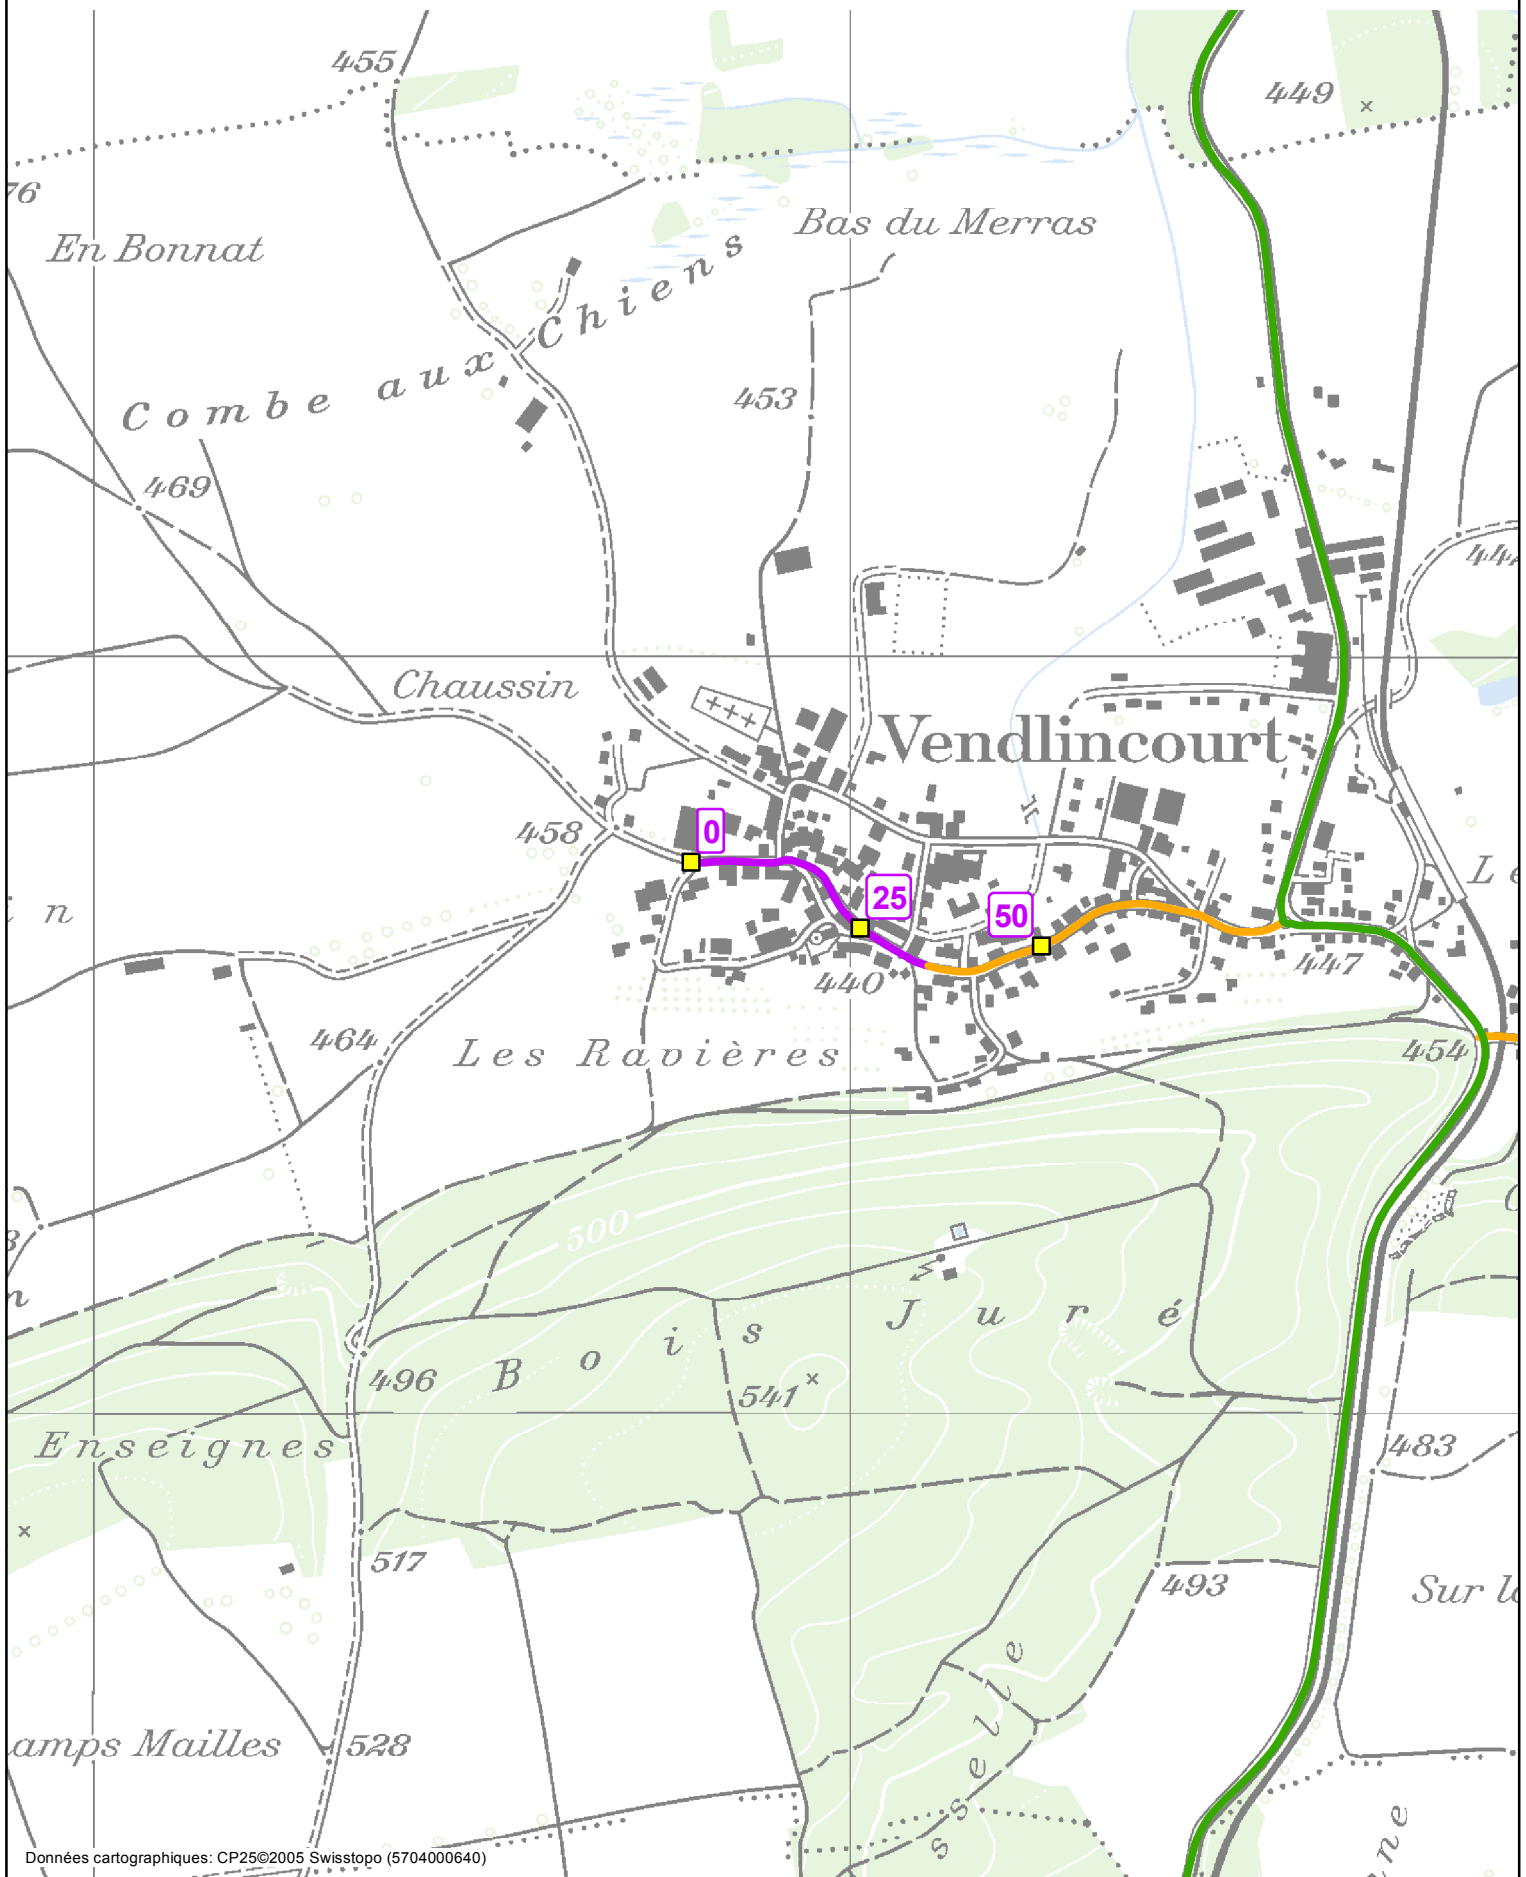 455
449
76
En Bonnat
Bas du Merras
Combe aux Chiens
453
469
444
Chaussin
Vendlincourt
458
0
25
50
440
447
464
Les Ravières
454
500
Bois Juré
496
541
Enseignes
483
517
493
Sur la
528
amps Mailles
Données cartographiques: CP25©2005 Swisstopo (5704000640)